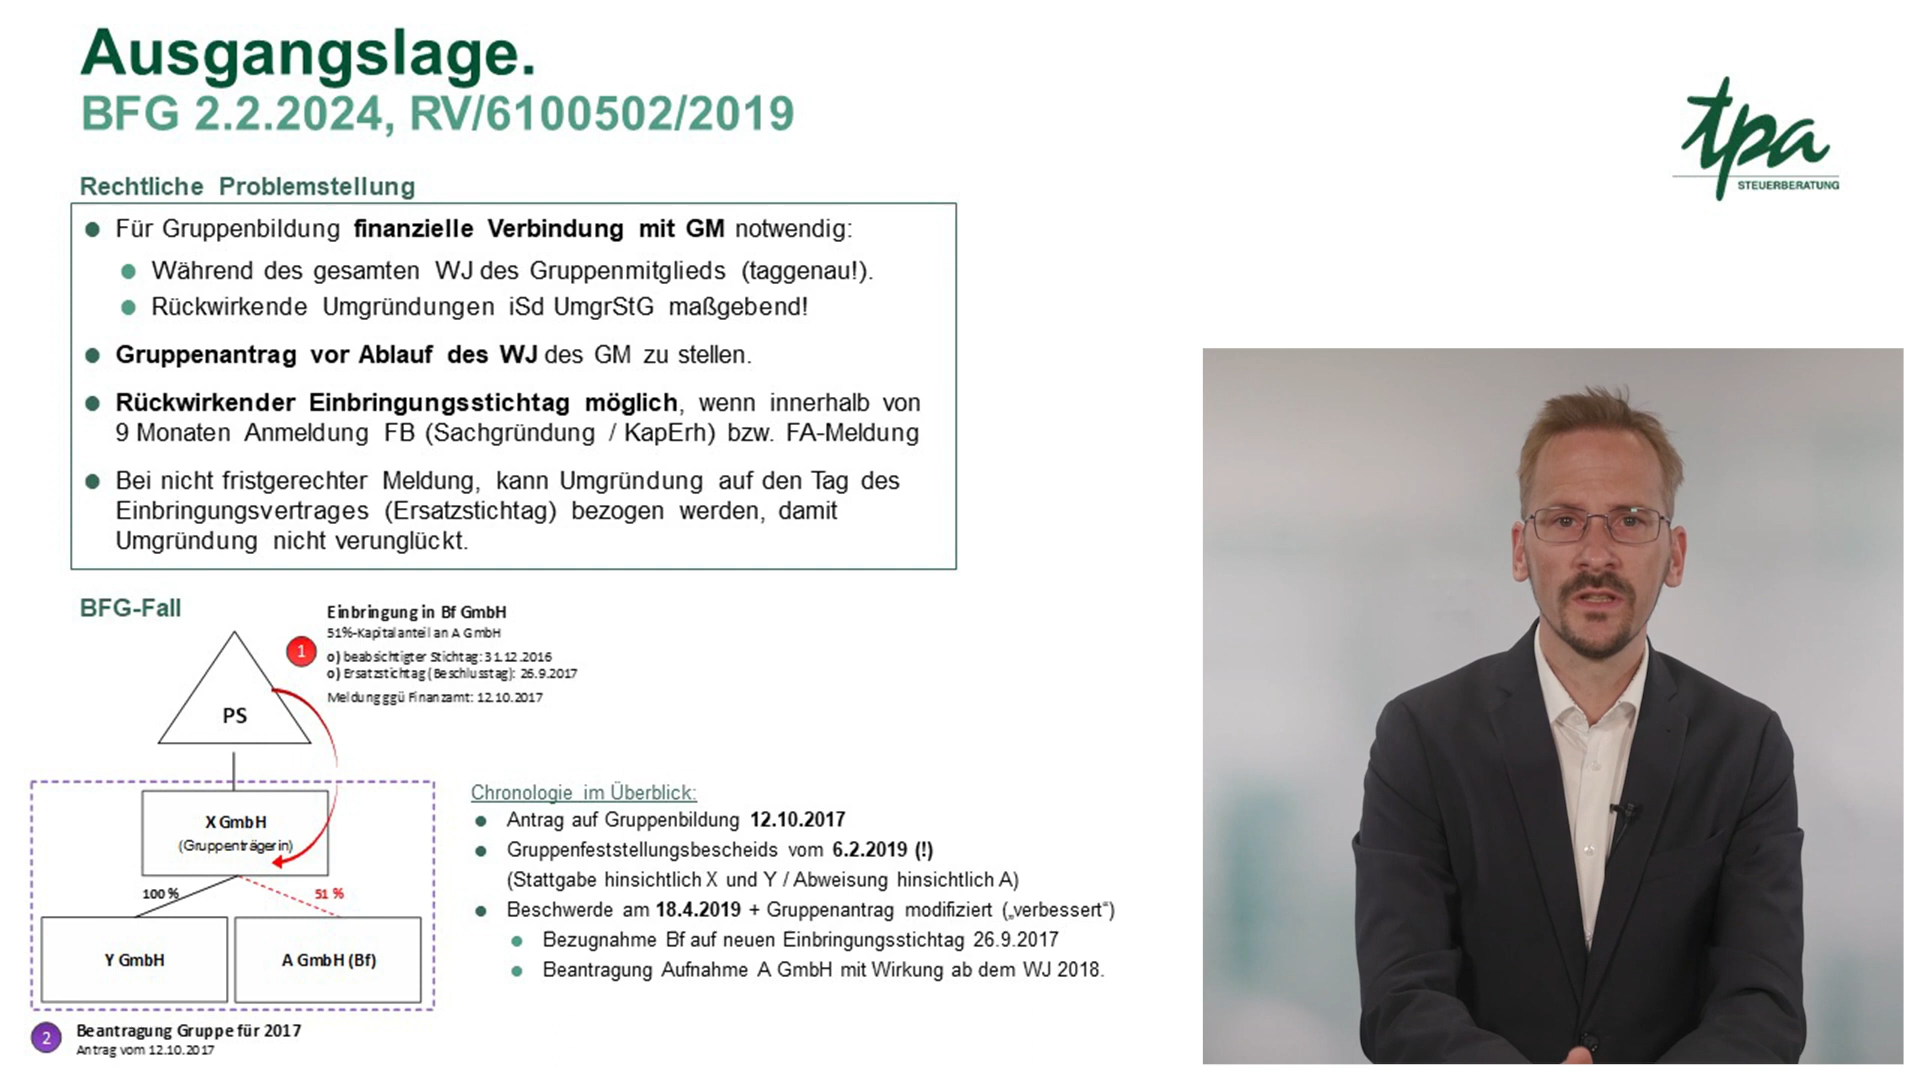 Ausgangslage.
BFG 2.2.2024, RV/6100502/2019
tpa
STEUERBERATUNG
Rechtliche Problemstellung
Für Gruppenbildung finanzielle Verbindung mit GM notwendig:
Während des gesamten WJ des Gruppenmitglieds (taggenau!).
Rückwirkende Umgründungen iSd UmgrStG maßgebend!
Gruppenantrag vor Ablauf des WJ des GM zu stellen.
Rückwirkender Einbringungsstichtag möglich, wenn innerhalb von
9 Monaten Anmeldung FB (Sachgründung / KapErh) bzw. FA-Meldung
Bei nicht fristgerechter Meldung, kann Umgründung auf den Tag des
Einbringungsvertrages (Ersatzstichtag) bezogen werden, damit
Umgründung nicht verunglückt.
BFG-Fall
1
Einbringung in Bf GmbH
51%-Kapitalanteil an A GmbH
o) beabsichtigter Stichtag: 31.12.2016
o) Ersatzstichtag (Beschlusstag): 26.9.2017
Meldung ggü Finanzamt: 12.10.2017
PS
X GmbH
(Gruppenträgerin)
100 %
51 %
Y GmbH
A GmbH (Bf)
2
Beantragung Gruppe für 2017
Antrag vom 12.10.2017
Chronologie im Überblick:
Antrag auf Gruppenbildung 12.10.2017
Gruppenfeststellungsbescheids vom 6.2.2019 (!)
(Stattgabe hinsichtlich X und Y / Abweisung hinsichtlich A)
Beschwerde am 18.4.2019 + Gruppenantrag modifiziert („verbessert“)
Bezugnahme Bf auf neuen Einbringungsstichtag 26.9.2017
Beantragung Aufnahme A GmbH mit Wirkung ab dem WJ 2018.